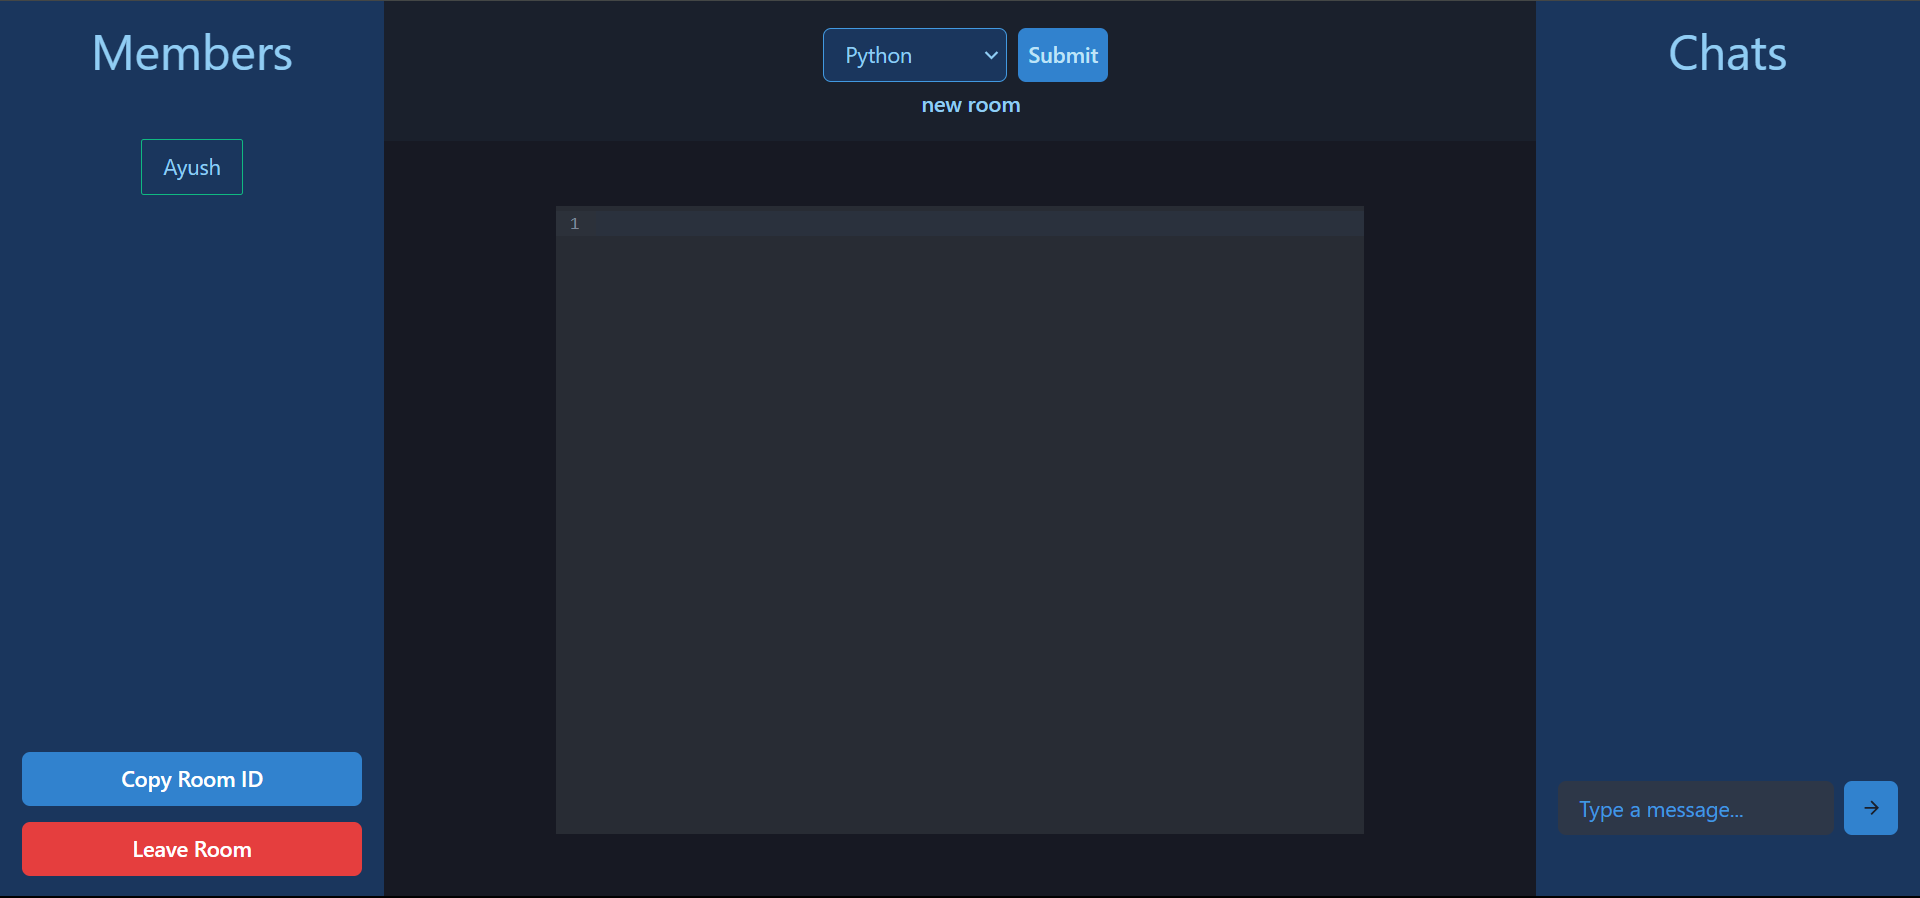 Members
Ayush
Copy Room ID
Leave Room
Python
Submit
new room
1
Chats
Type a message...